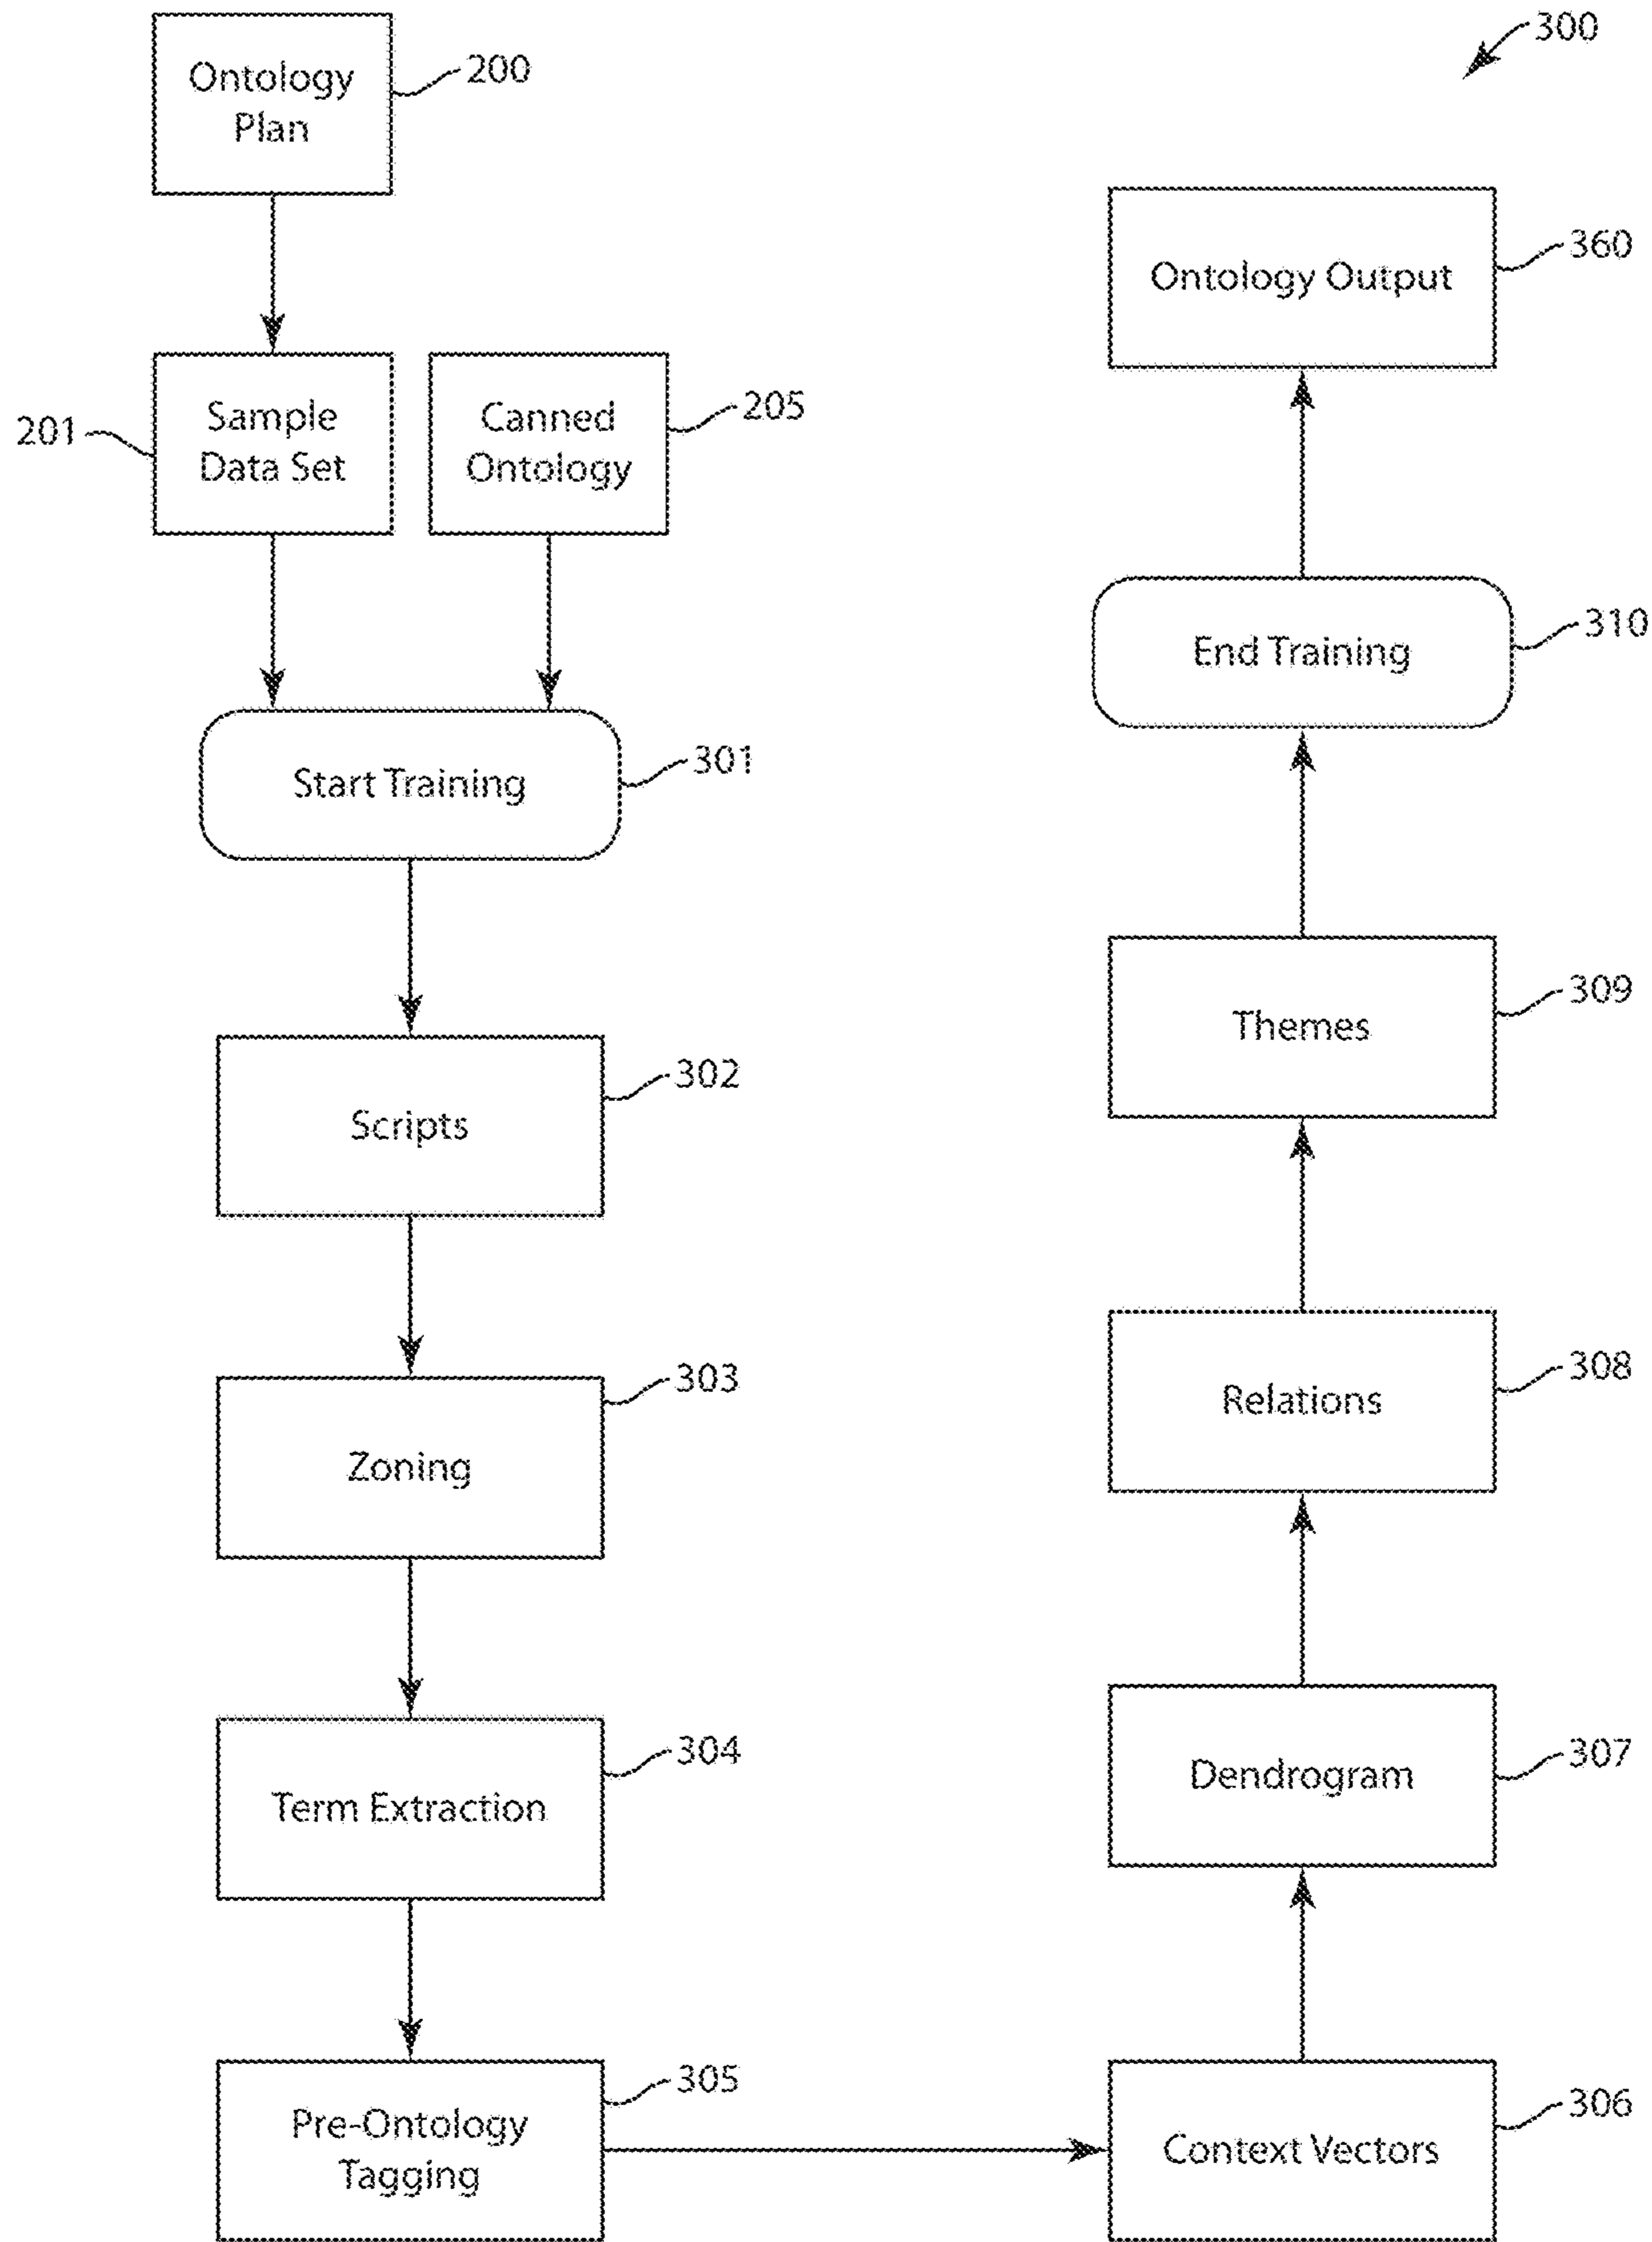 300
Ontology
Plan
200
201
Sample
Data Set
Canned
Ontology
205
Start Training
301
Scripts
302
Zoning
303
Term Extraction
304
Pre-Ontology
Tagging
305
Context Vectors
306
Dendrogram
307
Relations
308
Themes
309
End Training
310
Ontology Output
360